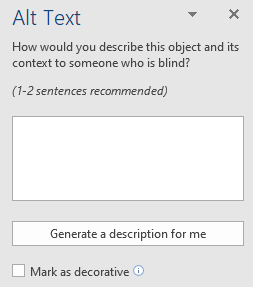 Alt Text
How would you describe this object and its
context to someone who is blind?
(1-2 sentences recommended)
Generate a description for me
Mark as decorative